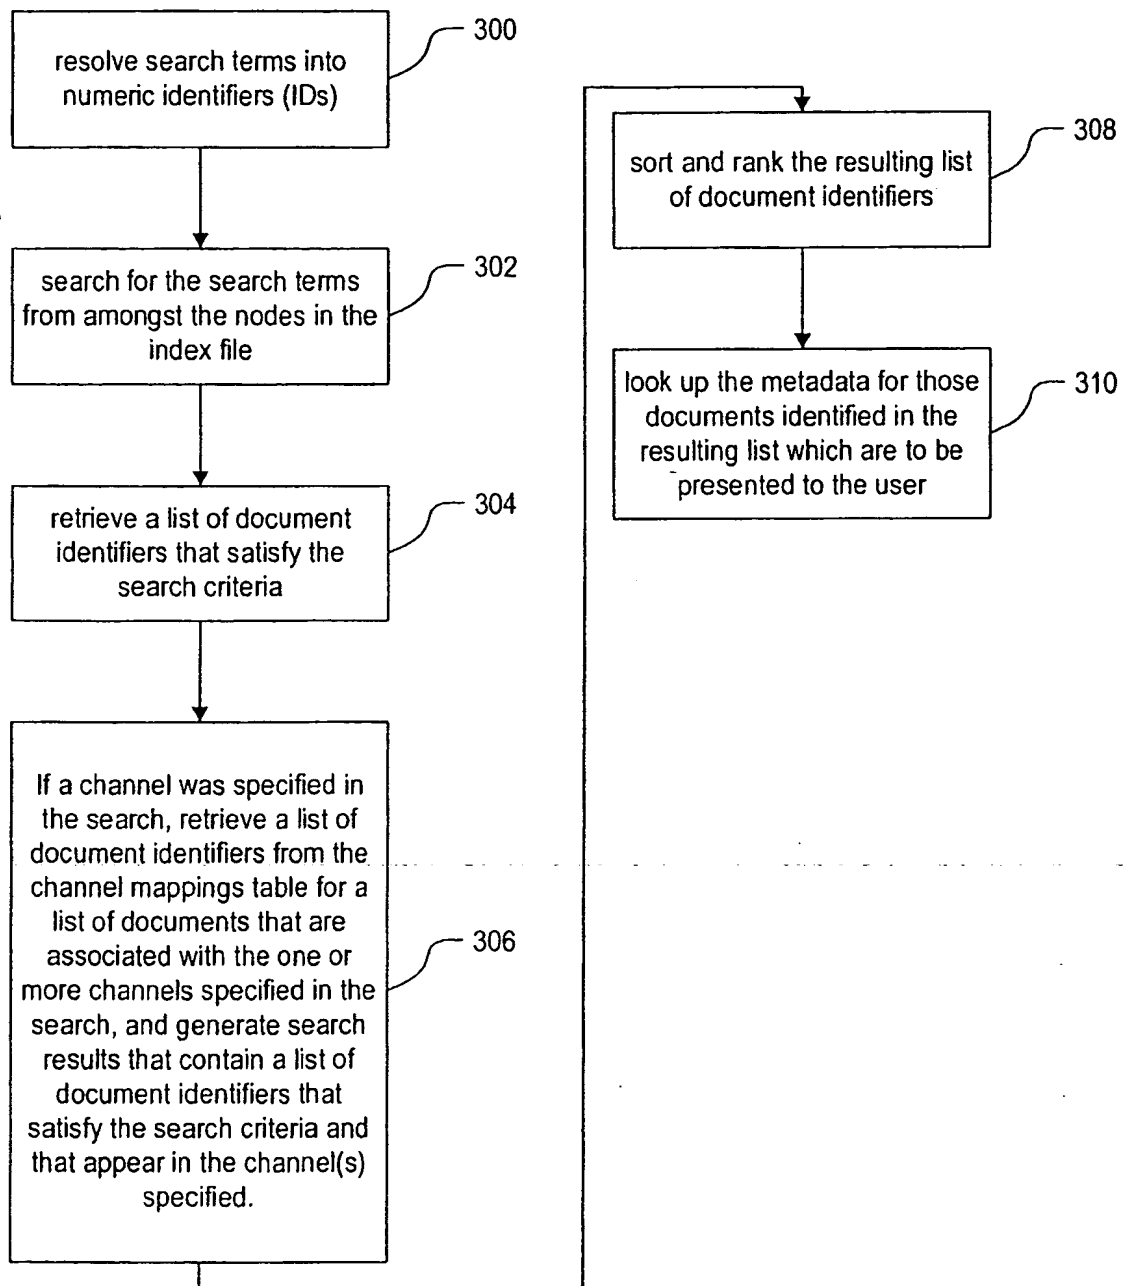 300
resolve search terms into
numeric identifiers (IDs)
302
search for the search terms
from amongst the nodes in the
index file
304
retrieve a list of document
identifiers that satisfy the
search criteria
306
If a channel was specified in
the search, retrieve a list of
document identifiers from the
channel mappings table for a
list of documents that are
associated with the one or
more channels specified in the
search, and generate search
results that contain a list of
document identifiers that
satisfy the search criteria and
that appear in the channel(s)
specified.
308
sort and rank the resulting list
of document identifiers
310
look up the metadata for those
documents identified in the
resulting list which are to be
presented to the user